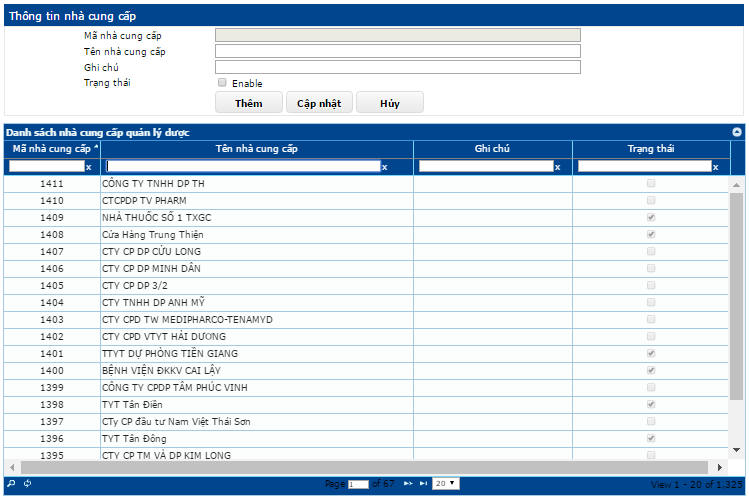 Thông tin nhà cung cấp
Mã nhà cung cấp
Tên nhà cung cấp
Ghi chú
Trạng thái Enable
Thêm Cập nhật Hủy
Danh sách nhà cung cấp quản lý dược
Mã nhà cung cấp Tên nhà cung cấp Ghi chú Trạng thái
x x x x
1411 CÔNG TY TNHH DP TH
1410 CTCPDP TV PHARM
1409 NHÀ THUỐC SỐ 1 TXGC
1408 Cửa Hàng Trung Thiện
1407 CTY CP DP CỬU LONG
1406 CTY CP DP MINH DÂN
1405 CTY CP DP 3/2
1404 CTY TNHH DP ANH MỸ
1403 CTY CPD TW MEDIPHARCO-TENAMYD
1402 CTY CPD VTYT HẢI DƯƠNG
1401 TTYT DỰ PHÒNG TIỀN GIANG
1400 BỆNH VIỆN ĐKKV CAI LẬY
1399 CÔNG TY CPDP TÂM PHÚC VINH
1398 TYT Tân Điền
1397 CTy CP đầu tư Nam Việt Thái Sơn
1396 TYT Tân Đông
1395 CTY CP TM VÀ DP KIM LONG
Page 1 of 67 20 View 1 - 20 of 1,325